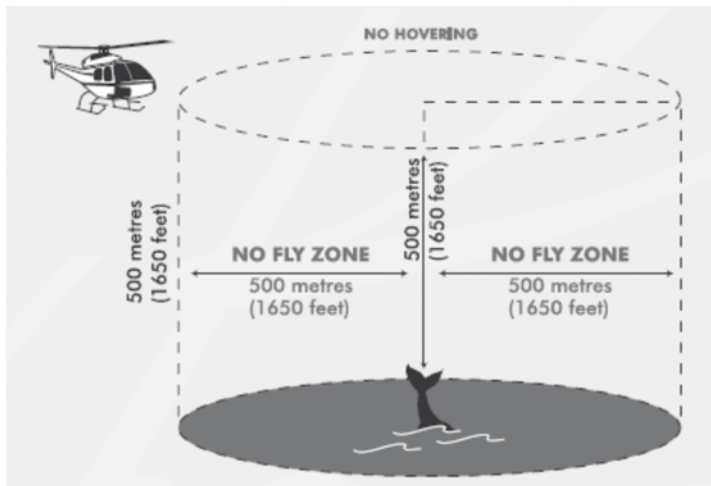 NO HOVERING
500 metres
(1650 feet)
500 metres
(1650 feet)
NO FLY ZONE
500 metres
(1650 feet)
NO FLY ZONE
500 metres
(1650 feet)